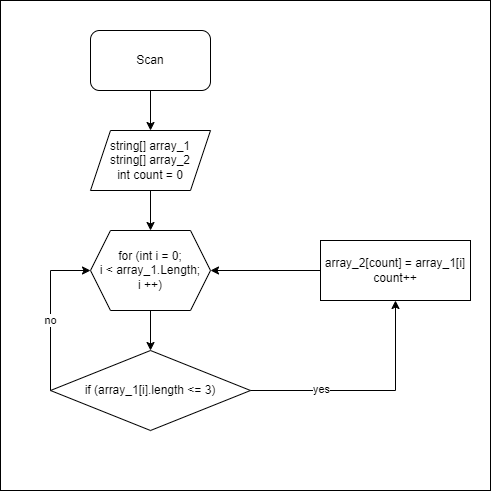 Scan
string[] array_1
string[] array_2
int count = 0
for (int i = 0;
i < array_1.Length;
i ++)
array_2[count] = array_1[i]
count++
no
if (array_1[i].length <= 3)
yes